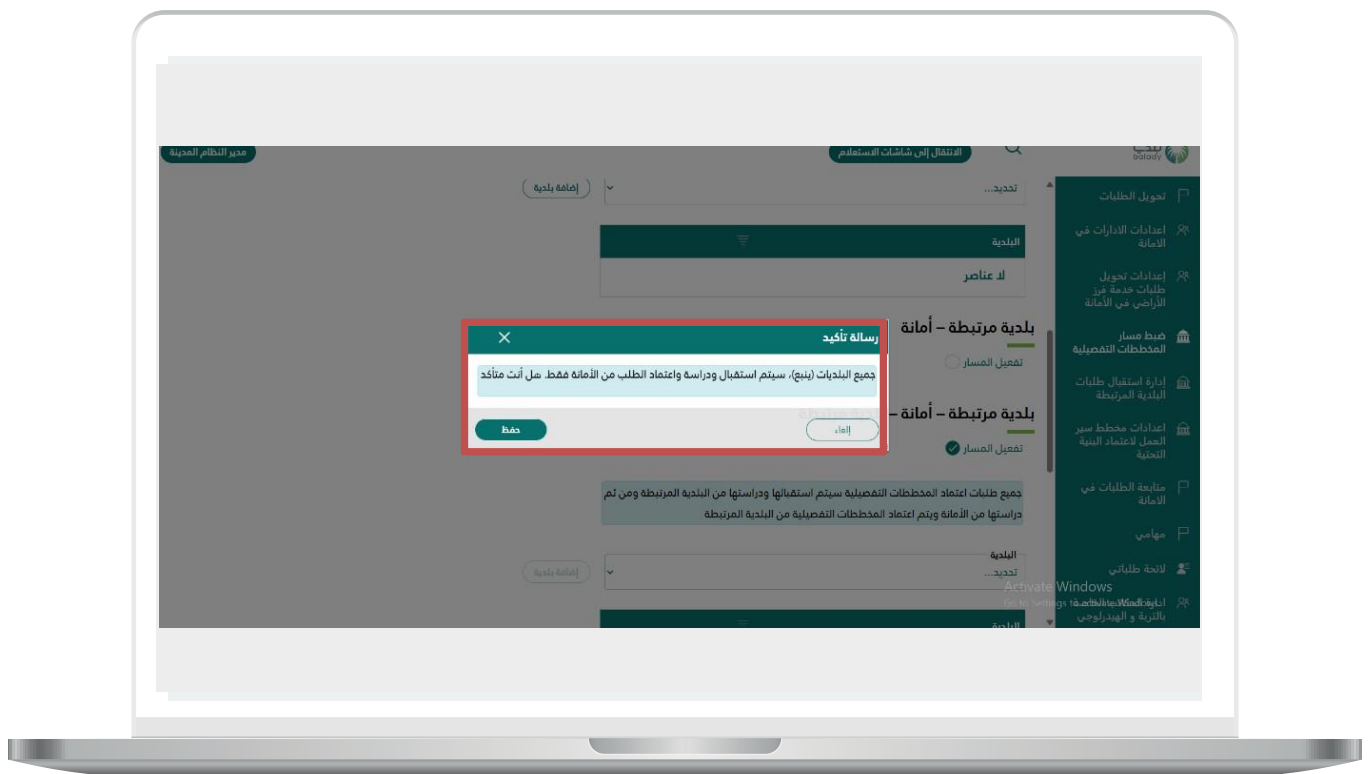 balady
الانتقال إلى شاشات الاستعلام
مدير النظام المدينة
تحويل الطلبات
اعدادات الادارات في
الامانة
إعدادات تحويل
طلبات خدمة فرز
الأراضي في الأمانة
ضبط مسار
المخططات التفصيلية
إدارة استقبال طلبات
البلدية المرتبطة
اعدادات مخطط سير
العمل لاعتماد البنية
التحتية
متابعة الطلبات في
الامانة
مهامي
لائحة طلباتي
بالتربة و الهيدرلوجي
تحديد...
إضافة بلدية
البلدية
لا عناصر
بلدية مرتبطة – أمانة
تفعيل المسار
رسالة تأكيد
جميع البلديات (ينبع)، سيتم استقبال ودراسة واعتماد الطلب من الأمانة فقط. هل أنت متأكد
إلغاء
حفظ
بلدية مرتبطة – أمانة –
تفعيل المسار
جميع طلبات اعتماد المخططات التفصيلية سيتم استقبالها ودراستها من البلدية المرتبطة ومن ثم
دراستها من الأمانة ويتم اعتماد المخططات التفصيلية من البلدية المرتبطة
البلدية
تحديد...
إضافة بلدية
البلدية
Activate Windows